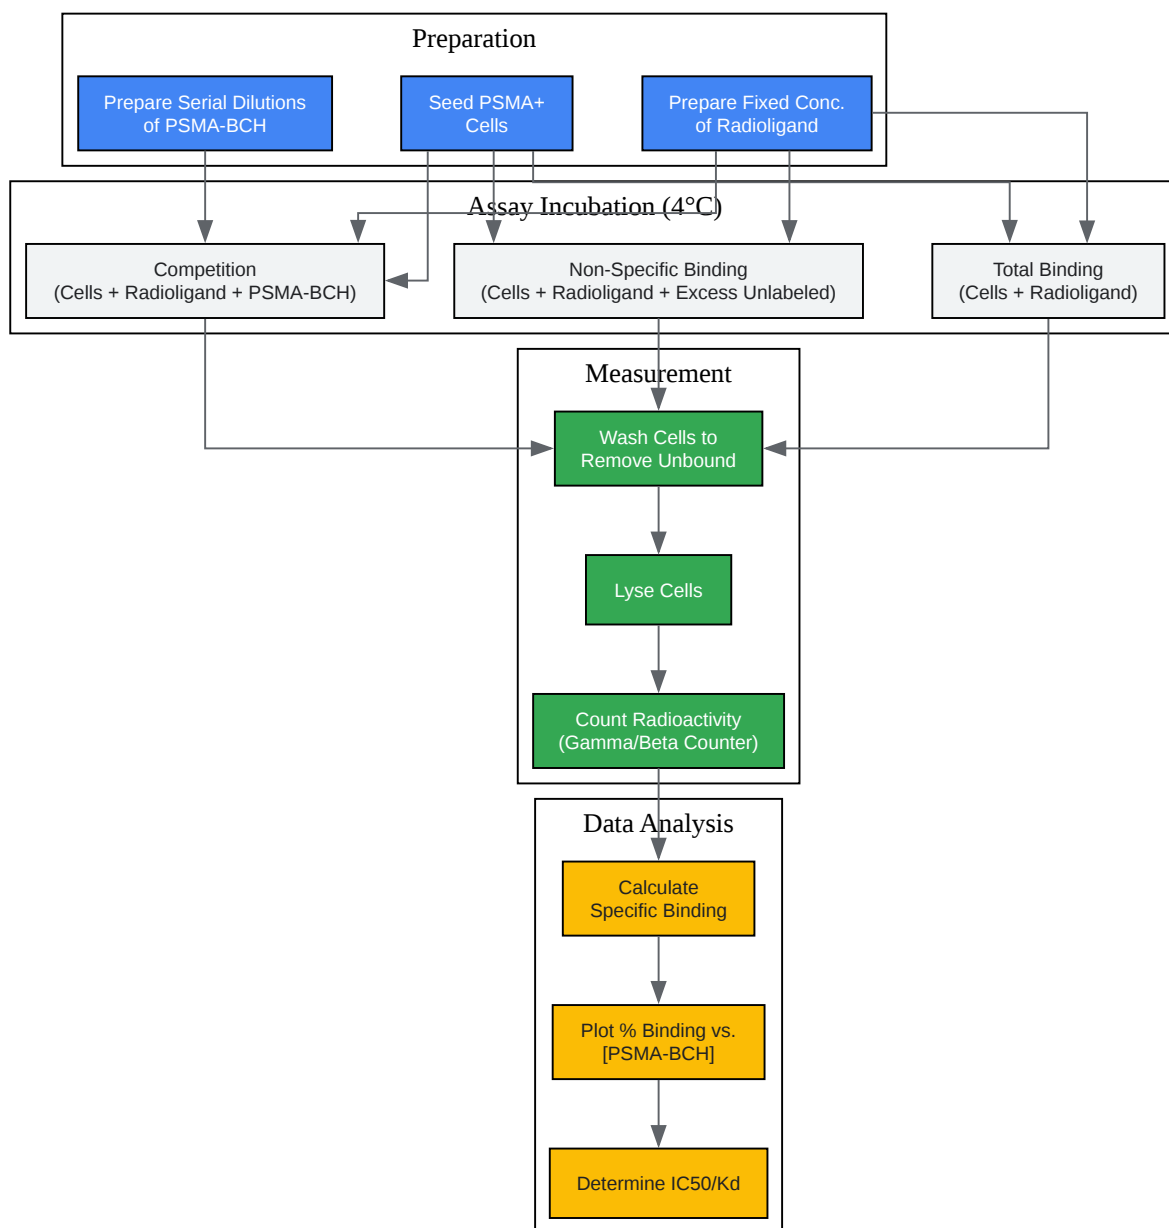 Preparation
Prepare Serial Dilutions
of PSMA-BCH
Seed PSMA+
Cells
Prepare Fixed Conc.
of Radioligand
Assay Incubation (4°C)
Competition
(Cells + Radioligand + PSMA-BCH)
Non-Specific Binding
(Cells + Radioligand + Excess Unlabeled)
Total Binding
(Cells + Radioligand)
Measurement
Wash Cells to
Remove Unbound
Lyse Cells
Count Radioactivity
(Gamma/Beta Counter)
Data Analysis
Calculate
Specific Binding
Plot % Binding vs.
[PSMA-BCH]
Determine IC50/Kd